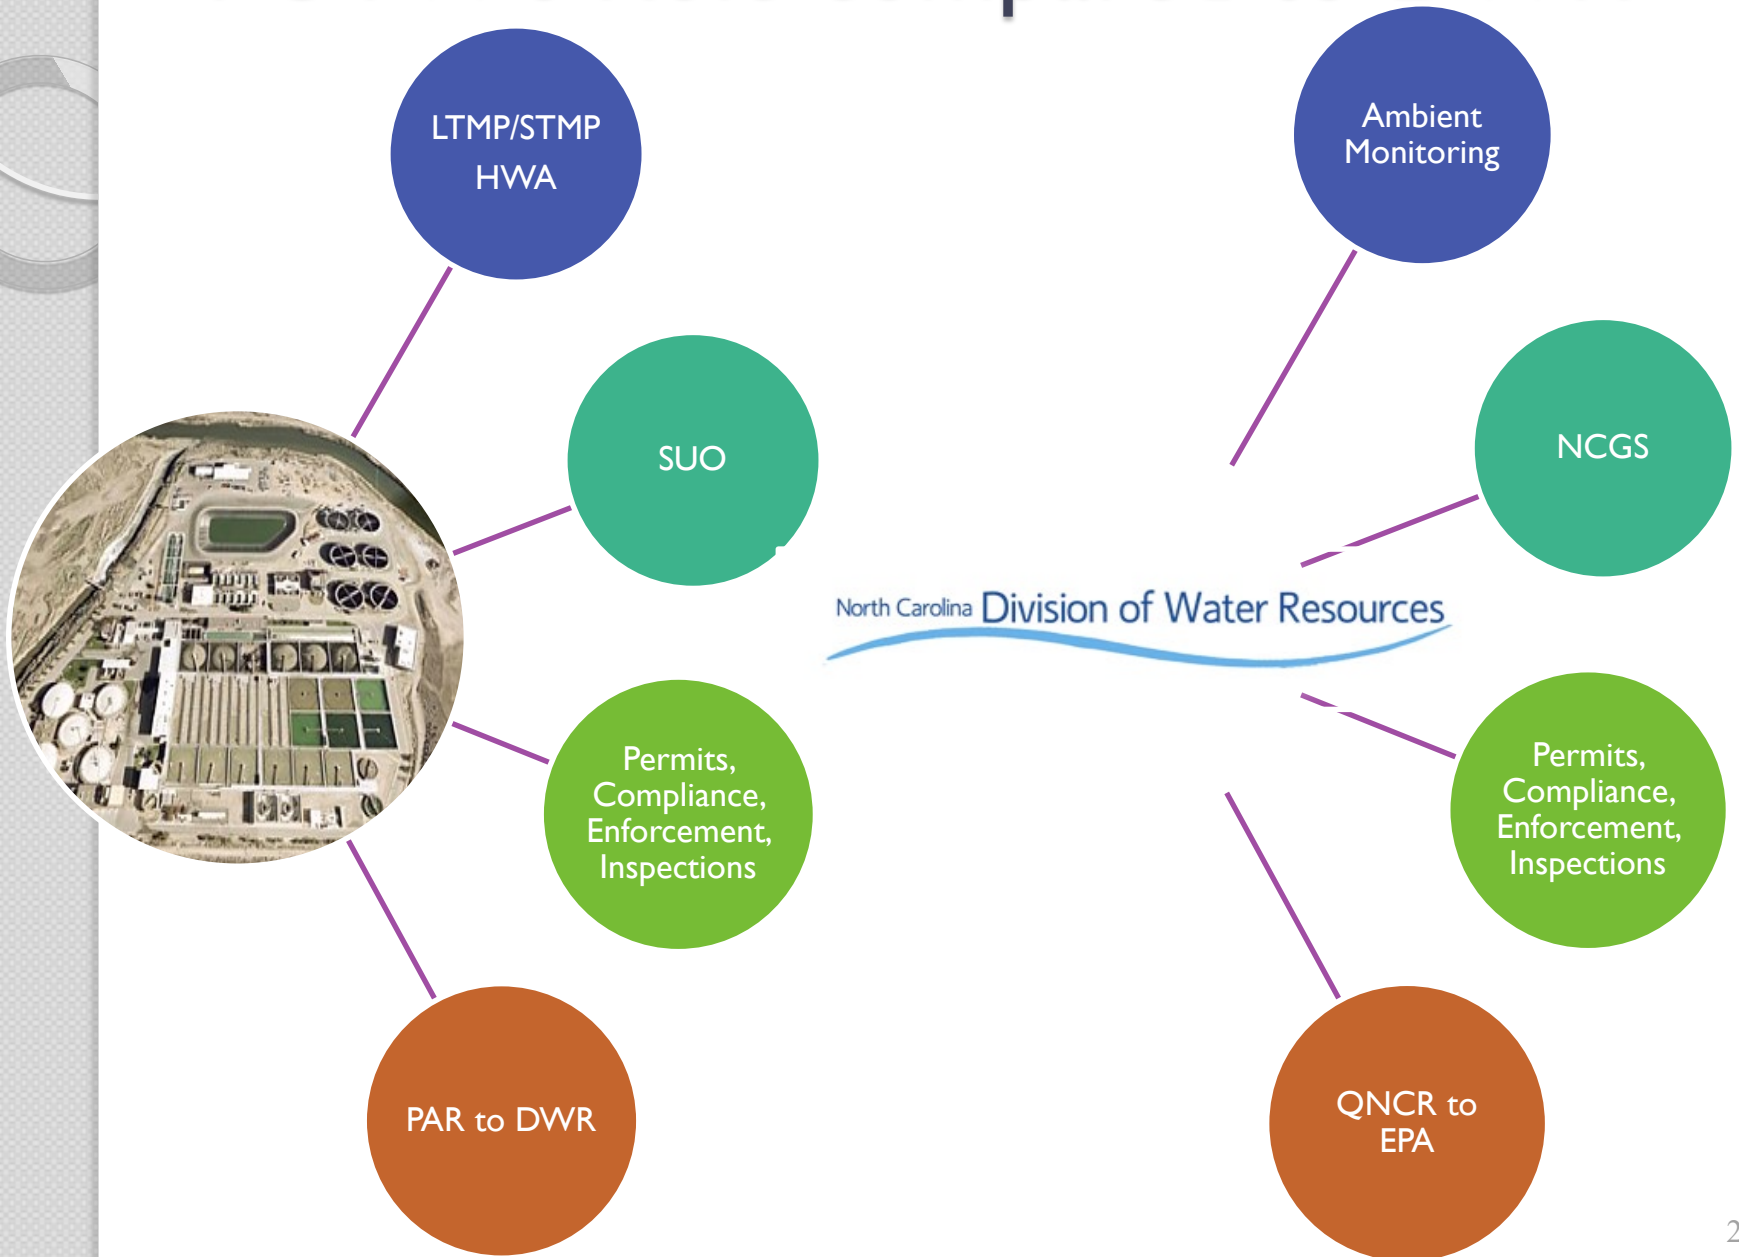 LTMP/STMP
HWA
SUO
Permits,
Compliance,
Enforcement,
Inspections
PAR to DWR
North Carolina Division of Water Resources
Ambient
Monitoring
NCGS
Permits,
Compliance,
Enforcement,
Inspections
QNCR to
EPA
2